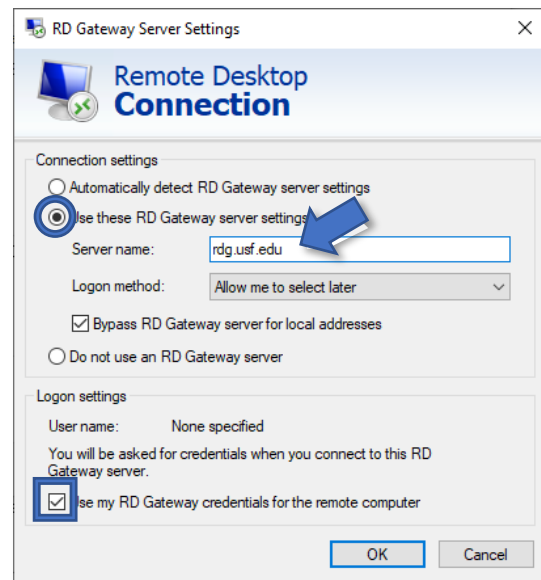 RD Gateway Server Settings
Remote Desktop
Connection
Connection settings
Automatically detect RD Gateway server settings
Use these RD Gateway server settings
Server name: rdg.usf.edu
Logon method: Allow me to select later
Bypass RD Gateway server for local addresses
Do not use an RD Gateway server
Logon settings
User name: None specified
You will be asked for credentials when you connect to this RD
Gateway server.
Use my RD Gateway credentials for the remote computer
OK Cancel